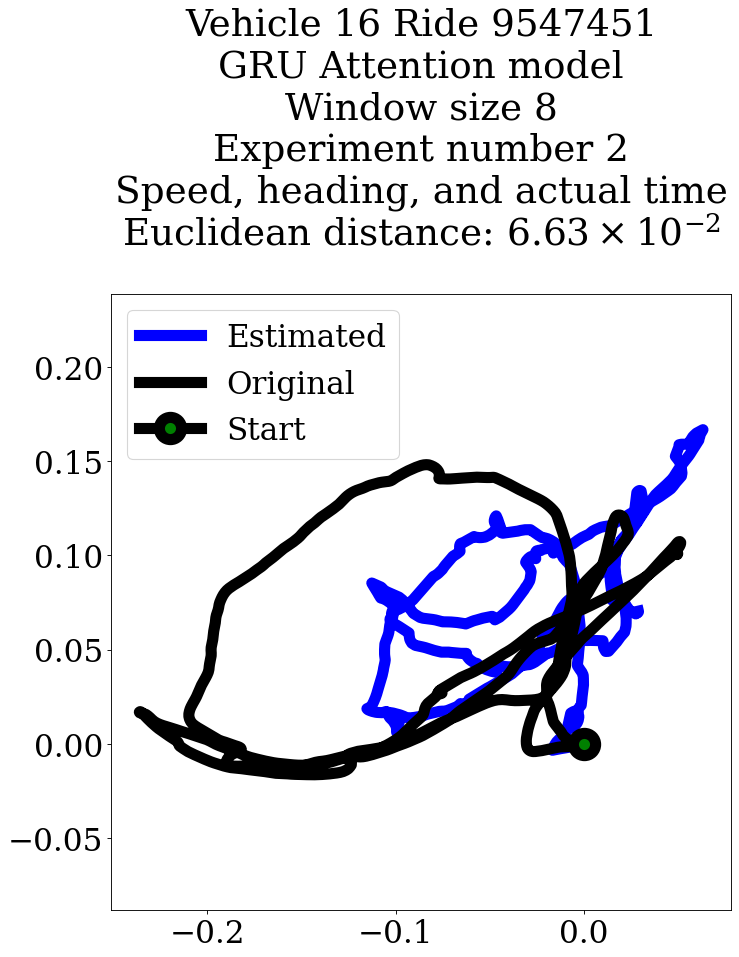 Vehicle 16 Ride 9547451
GRU Attention model
Window size 8
Experiment number 2
Speed, heading, and actual time
Euclidean distance: 6.63 × 10⁻²
Estimated
Original
Start
0.20
0.15
0.10
0.05
0.00
−0.05
−0.2 −0.1 0.0